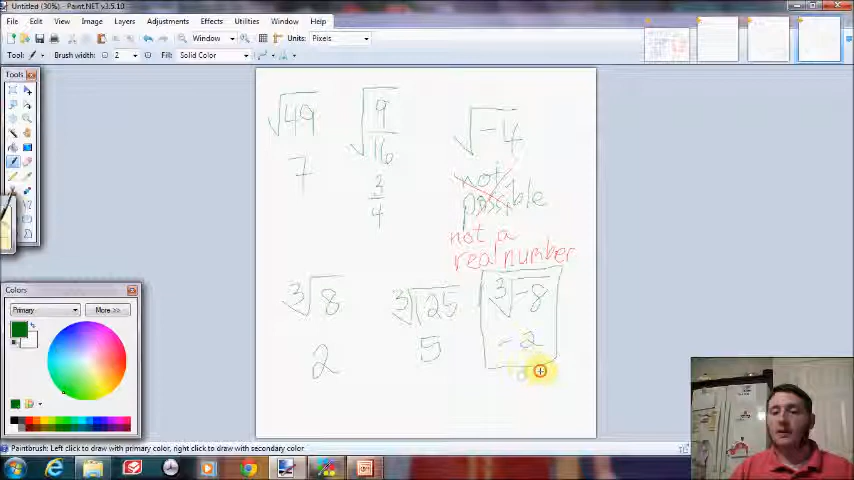 Untitled (30%) - Paint.NET v3.5.10
File Edit View Image Layers Adjustments Effects Utilities Window Help
Window Units: Pixels
Tool: Brush width: 2 Fill: Solid Color
Tools
√49 √9/16 √-4
7 3/4
not
possible
not a
real number
∛8 ∛125 ∛-8
2 5 -2
Colors
Primary More >>
Paintbrush: Left click to draw with primary color, right click to draw with secondary color